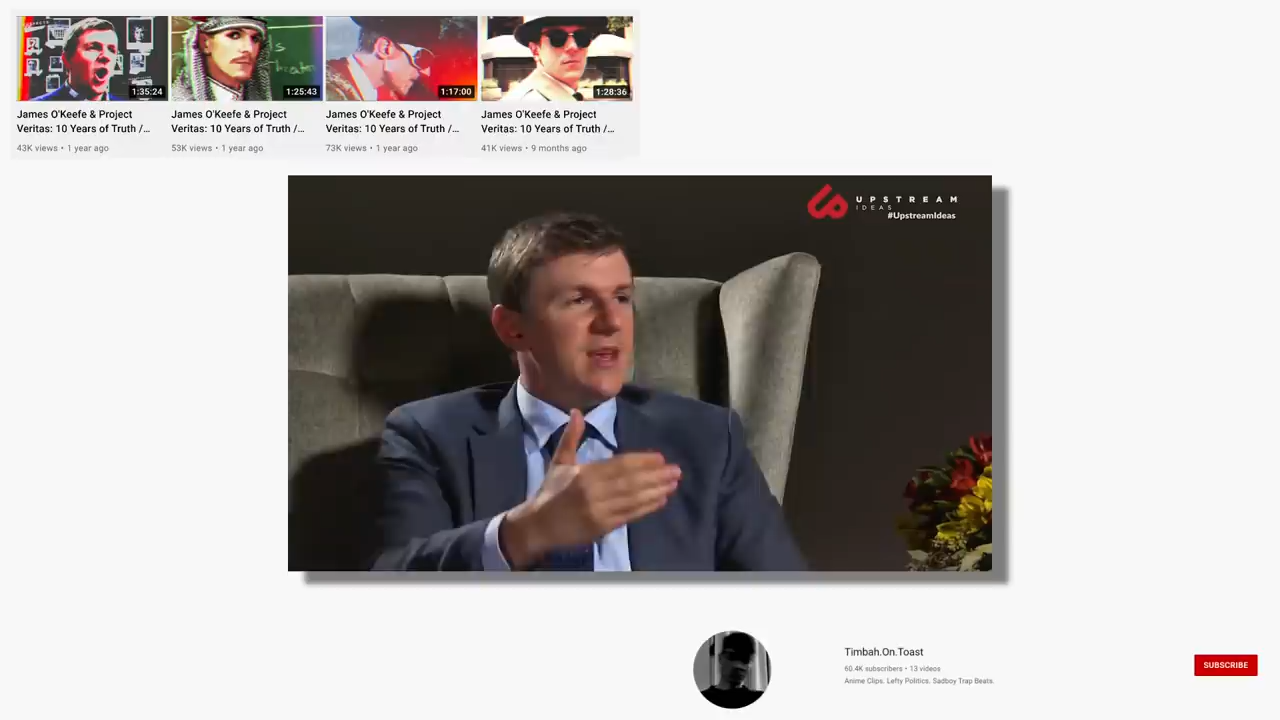 1:35:24
1:25:43
1:17:00
1:28:36
James O'Keefe & Project
Veritas: 10 Years of Truth /...
43K views • 1 year ago
James O'Keefe & Project
Veritas: 10 Years of Truth /...
53K views • 1 year ago
James O'Keefe & Project
Veritas: 10 Years of Truth /...
73K views • 1 year ago
James O'Keefe & Project
Veritas: 10 Years of Truth /...
41K views • 9 months ago
UPSTREAM
IDEAS
#UpstreamIdeas
Timbah.On.Toast
60.4K subscribers • 13 videos
Anime Clips. Lefty Politics. Sadboy Trap Beats.
SUBSCRIBE